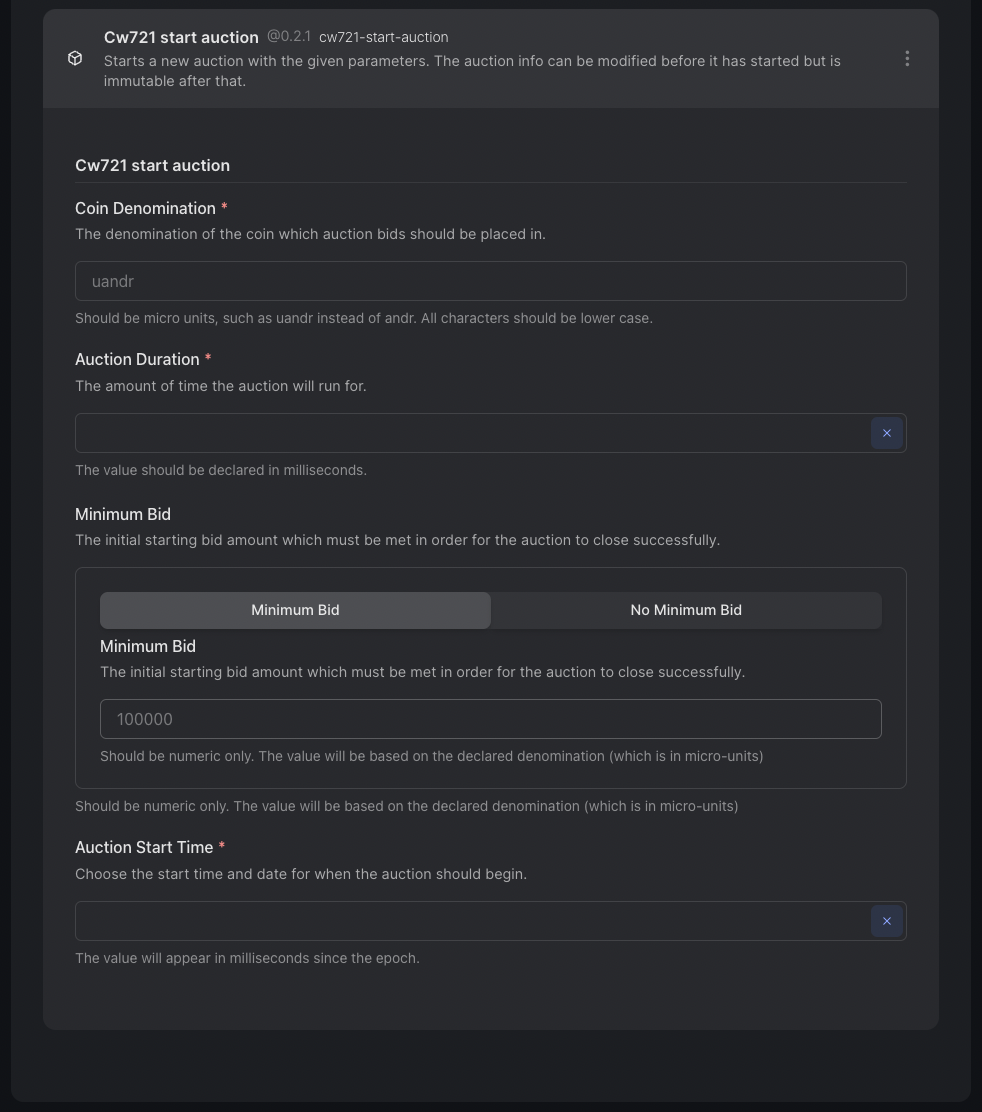 Cw721 start auction @0.2.1 cw721-start-auction
Starts a new auction with the given parameters. The auction info can be modified before it has started but is
immutable after that.
Cw721 start auction
Coin Denomination *
The denomination of the coin which auction bids should be placed in.
uandr
Should be micro units, such as uandr instead of andr. All characters should be lower case.
Auction Duration *
The amount of time the auction will run for.
The value should be declared in milliseconds.
Minimum Bid
The initial starting bid amount which must be met in order for the auction to close successfully.
Minimum Bid No Minimum Bid
Minimum Bid
The initial starting bid amount which must be met in order for the auction to close successfully.
100000
Should be numeric only. The value will be based on the declared denomination (which is in micro-units)
Should be numeric only. The value will be based on the declared denomination (which is in micro-units)
Auction Start Time *
Choose the start time and date for when the auction should begin.
The value will appear in milliseconds since the epoch.